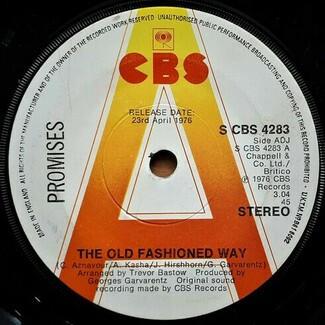 ALL RIGHTS OF THE MANUFACTURER AND OF THE OWNER OF THE RECORDED WORK RESERVED · UNAUTHORISED PUBLIC PERFORMANCE BROADCASTING AND COPYING OF THIS RECORD PROHIBITED
MADE IN ENGLAND
CBS
RELEASE DATE:
23rd April 1976
PROMISES
S CBS 4283
Side ADJ
S CBS 4283 A
Chappell &
Co. Ltd./
Britico
℗ 1976 CBS
Records
3.04
45
STEREO
THE OLD FASHIONED WAY
(C. Aznavour/A. Kasha/J. Hirshhorn/G. Garvarentz)
Arranged by Trevor Bastow Produced by
Georges Garvarentz Original sound
recording made by CBS Records